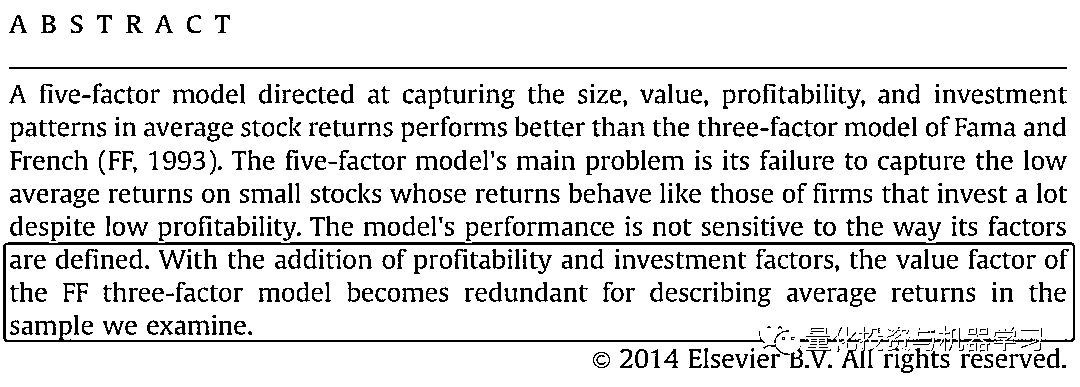 A B S T R A C T
A five-factor model directed at capturing the size, value, profitability, and investment
patterns in average stock returns performs better than the three-factor model of Fama and
French (FF, 1993). The five-factor model's main problem is its failure to capture the low
average returns on small stocks whose returns behave like those of firms that invest a lot
despite low profitability. The model's performance is not sensitive to the way its factors
are defined. With the addition of profitability and investment factors, the value factor of
the FF three-factor model becomes redundant for describing average returns in the
sample we examine.
量化投资与机器学习
© 2014 Elsevier B.V. All rights reserved.